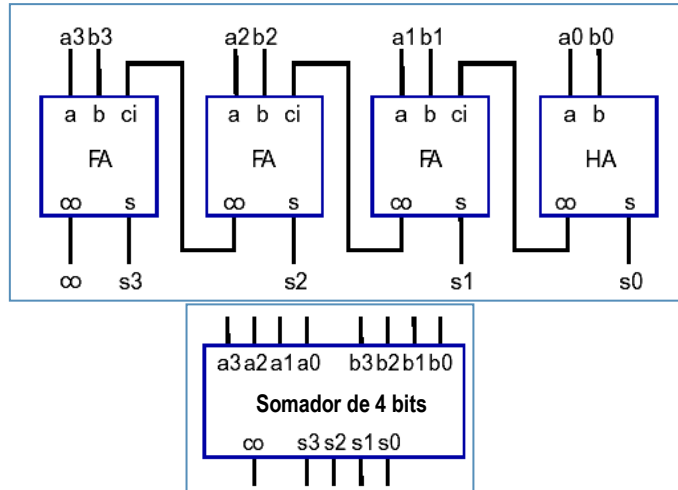 a3 b3 a2 b2 a1 b1 a0 b0
a b ci a b ci a b ci a b
FA FA FA HA
co s co s co s co s
co s3 s2 s1 s0
a3 a2 a1 a0 b3 b2 b1 b0
Somador de 4 bits
co s3 s2 s1 s0